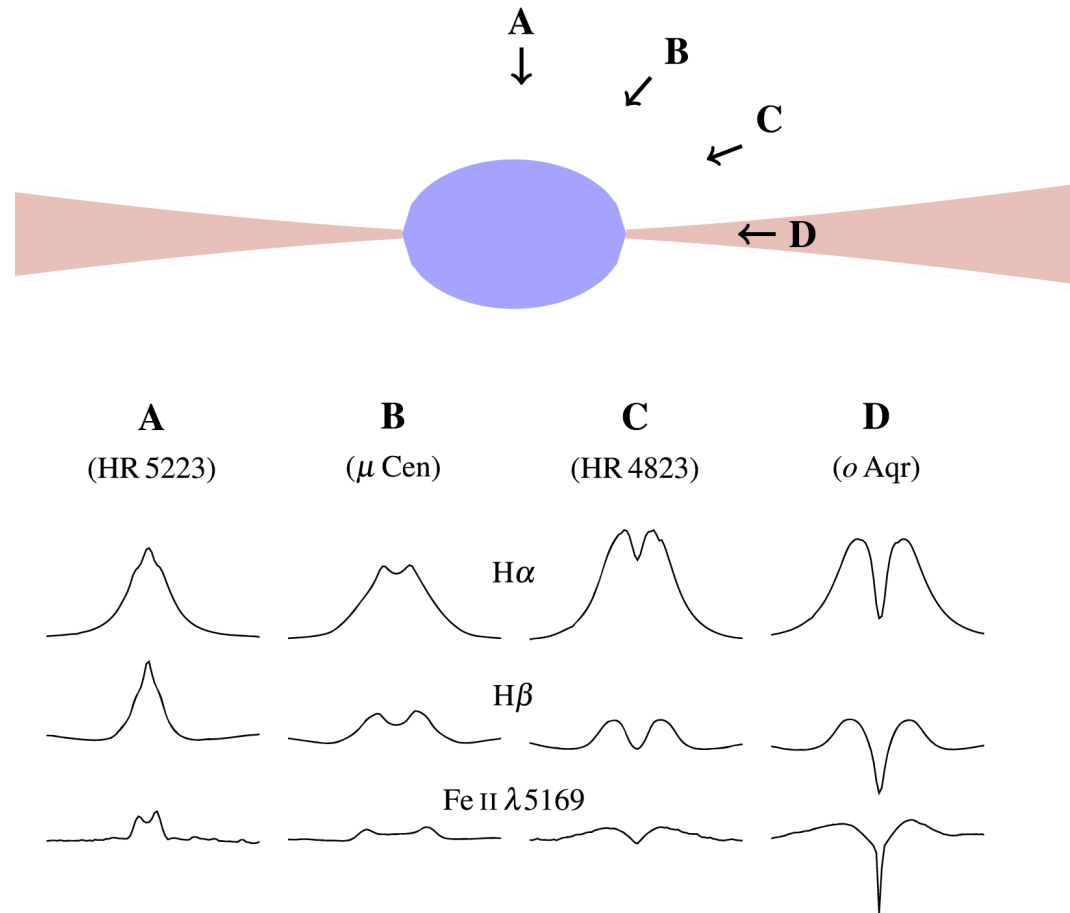 A
B
C
D
A B C D
(HR 5223) (μ Cen) (HR 4823) (o Aqr)
Hα
Hβ
Fe II λ5169